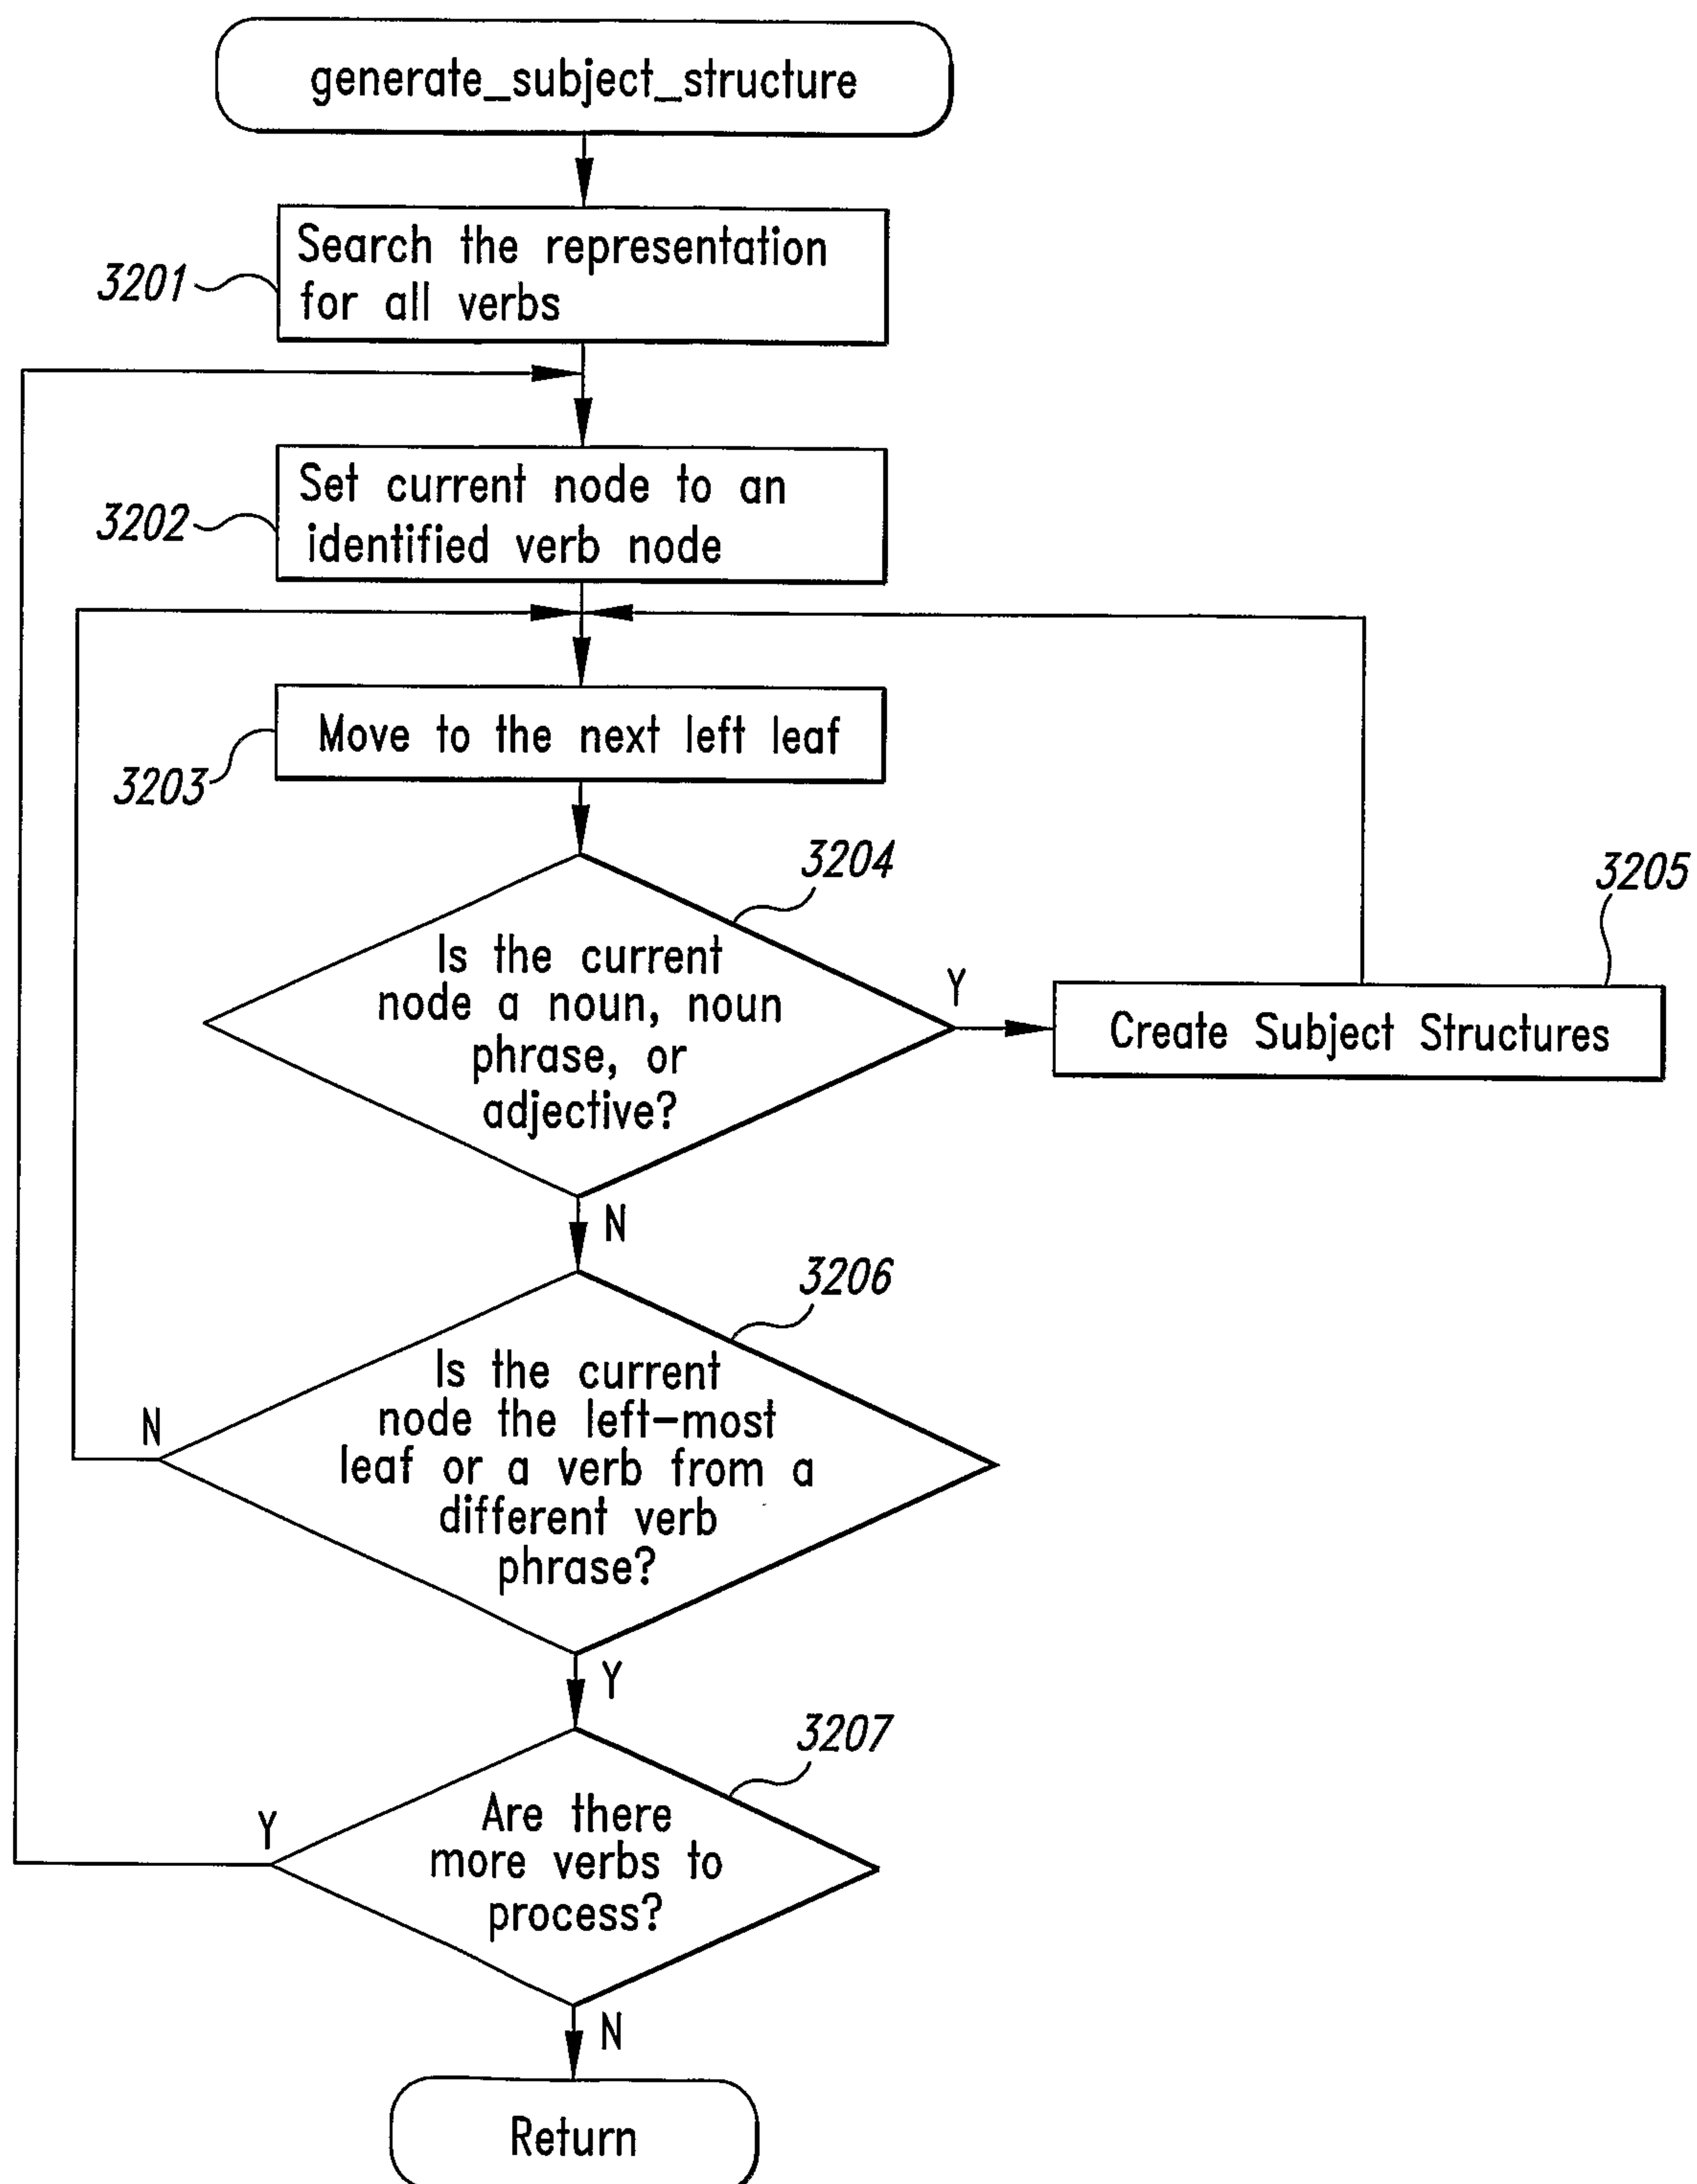 generate_subject_structure
Search the representation
for all verbs
3201
Set current node to an
identified verb node
3202
Move to the next left leaf
3203
3204
Is the current
node a noun, noun
phrase, or
adjective?
Y
3205
Create Subject Structures
N
3206
Is the current
node the left-most
leaf or a verb from a
different verb
phrase?
N
Y
3207
Are there
more verbs to
process?
Y
N
Return